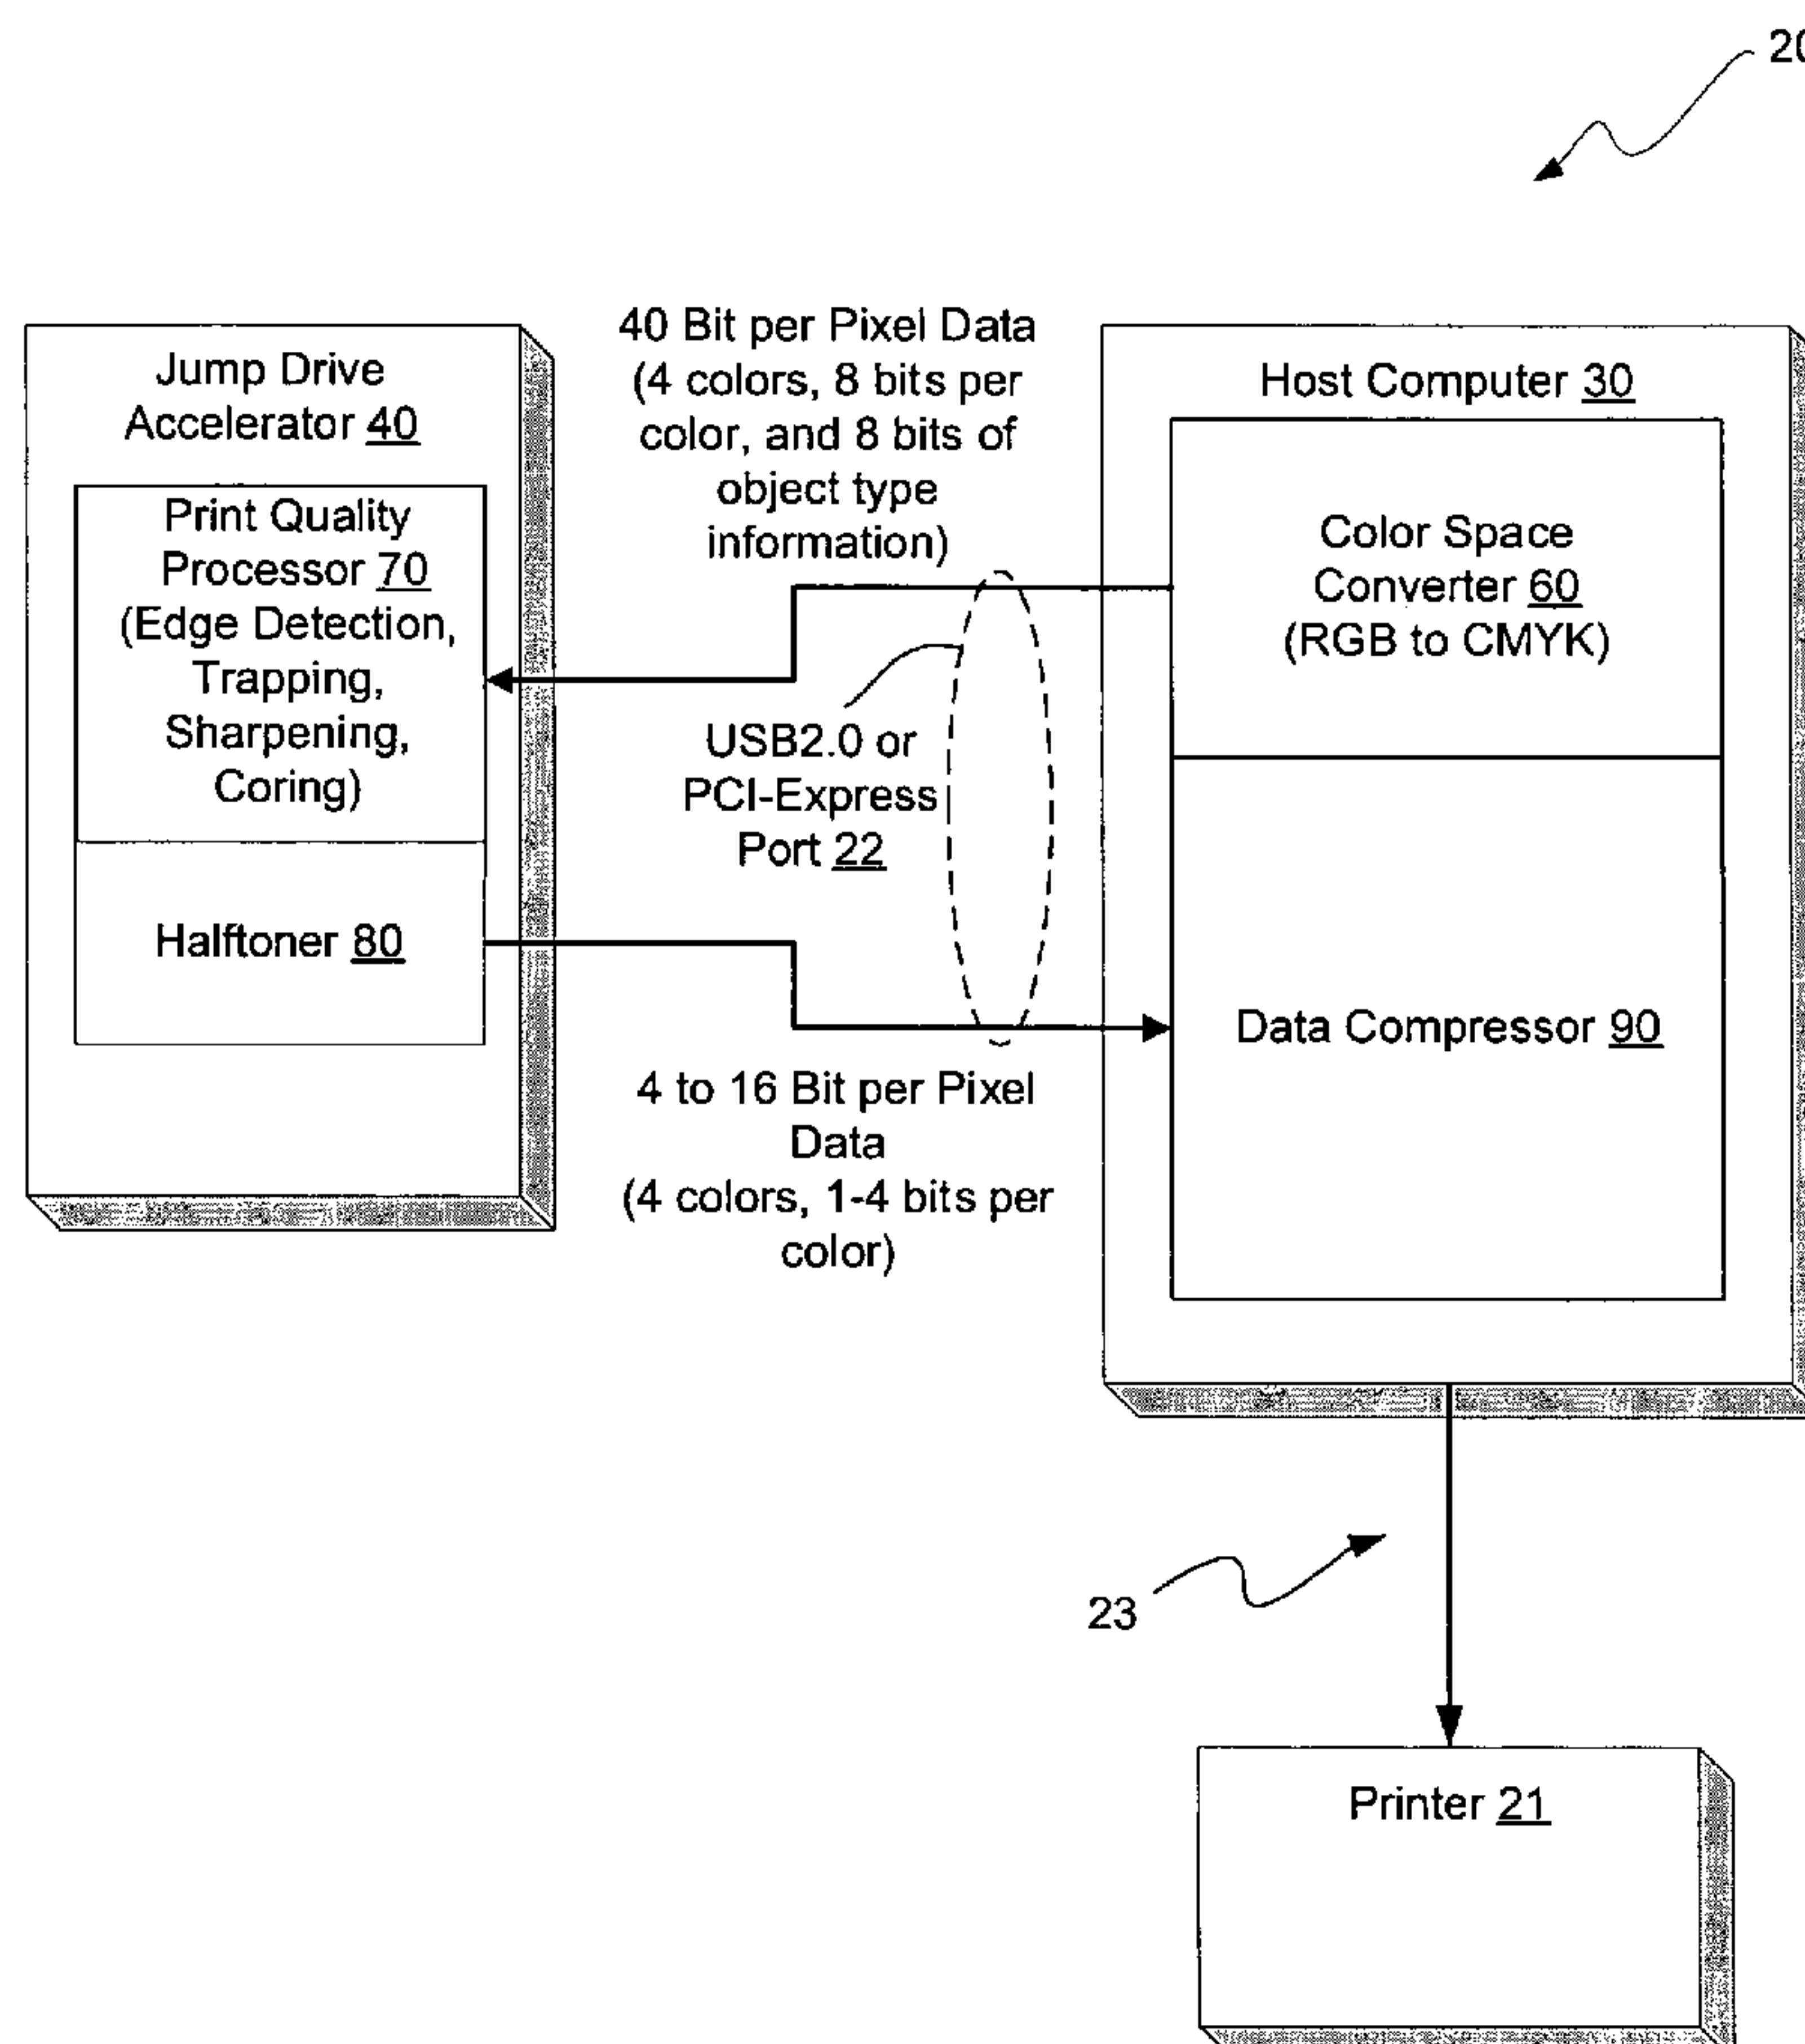 20
Jump Drive
Accelerator 40
Print Quality
Processor 70
(Edge Detection,
Trapping,
Sharpening,
Coring)
Halftoner 80
40 Bit per Pixel Data
(4 colors, 8 bits per
color, and 8 bits of
object type
information)
USB2.0 or
PCI-Express
Port 22
4 to 16 Bit per Pixel
Data
(4 colors, 1-4 bits per
color)
Host Computer 30
Color Space
Converter 60
(RGB to CMYK)
Data Compressor 90
23
Printer 21